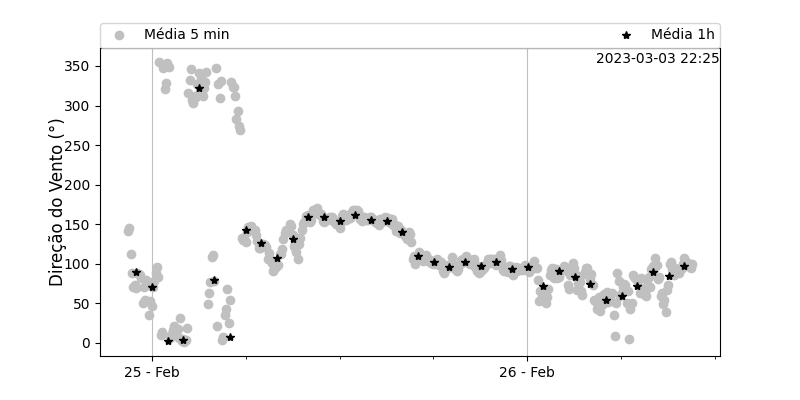 Média 5 min
Média 1h
2023-03-03 22:25
Direção do Vento (°)
350
300
250
200
150
100
50
0
25 - Feb
26 - Feb